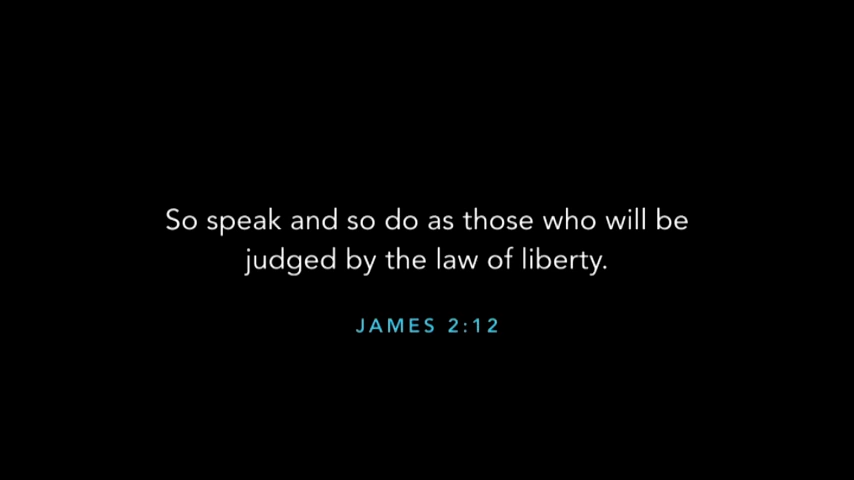 So speak and so do as those who will be
judged by the law of liberty.
JAMES 2:12